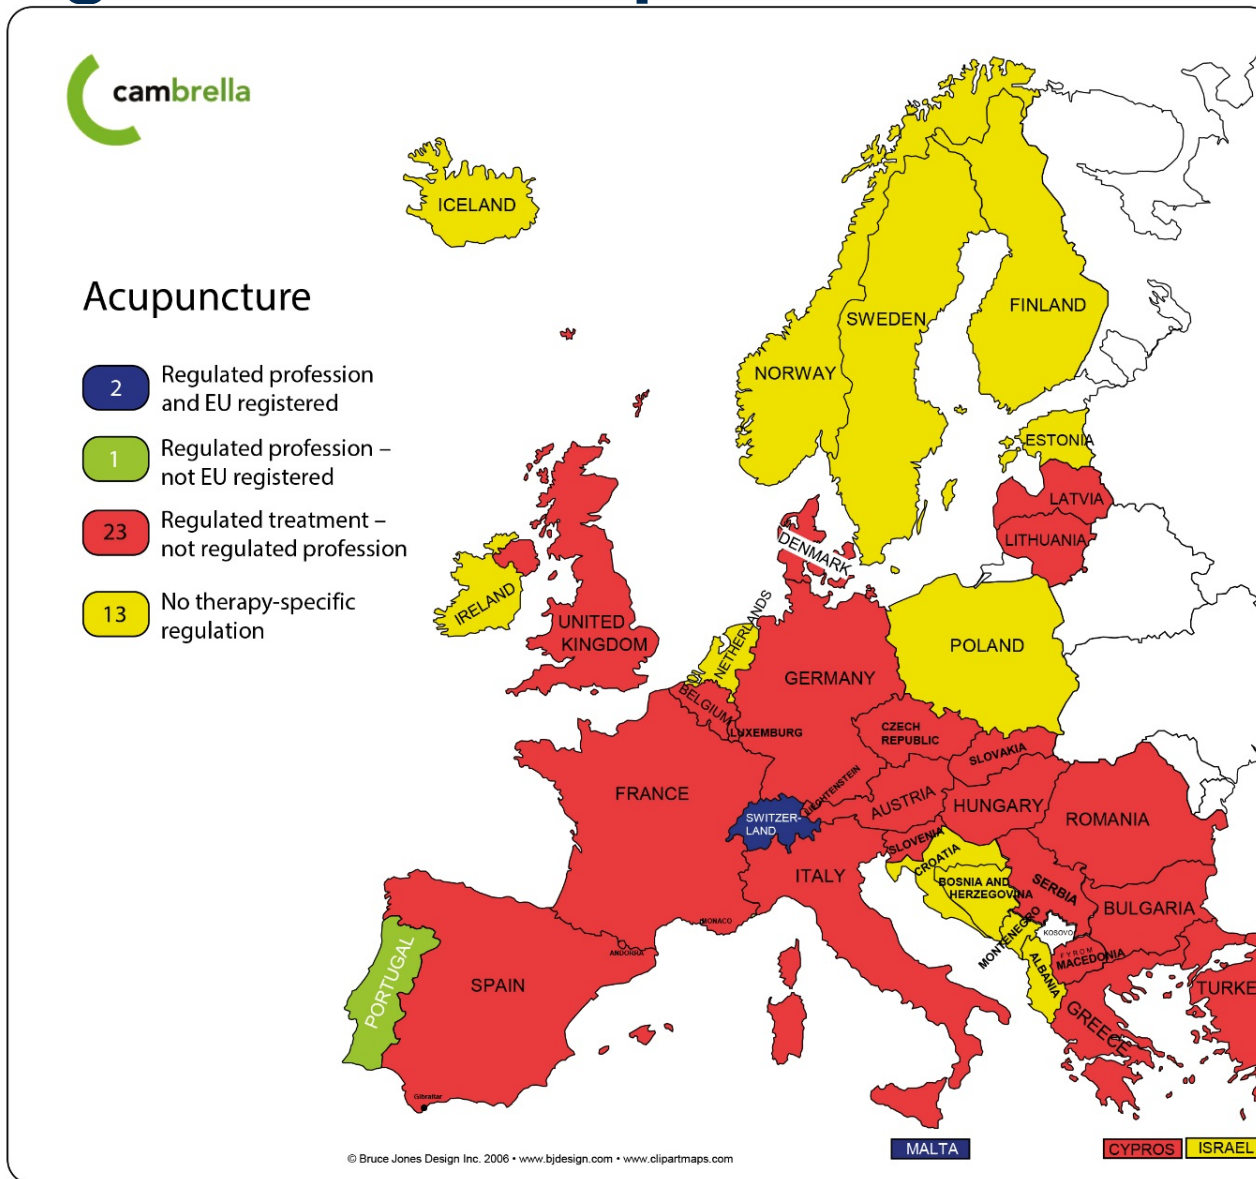 cambrella
ICELAND
Acupuncture
2 Regulated profession
and EU registered
1 Regulated profession –
not EU registered
23 Regulated treatment –
not regulated profession
13 No therapy-specific
regulation
FINLAND
SWEDEN
NORWAY
ESTONIA
LATVIA
LITHUANIA
DENMARK
IRELAND
UNITED
KINGDOM
NETHERLANDS
POLAND
GERMANY
BELGIUM
LUXEMBURG
CZECH
REPUBLIC
SLOVAKIA
LIECHTENSTEIN
FRANCE
SWITZER-
LAND
AUSTRIA
HUNGARY
ROMANIA
SLOVENIA
CROATIA
ITALY
BOSNIA AND
HERZEGOVINA
SERBIA
BULGARIA
MONACO
MONTENEGRO
KOSOVO
ANDORRA
FYROM
MACEDONIA
ALBANIA
PORTUGAL
SPAIN
TURKE
GREECE
Gibraltar
MALTA
CYPROS
ISRAEL
© Bruce Jones Design Inc. 2006 • www.bjdesign.com • www.clipartmaps.com